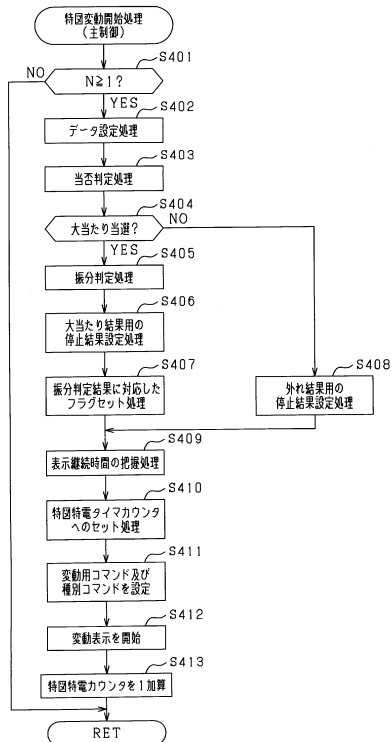 特図変動開始処理
(主制御)
S401
NO
N≧1?
YES
S402
データ設定処理
S403
当否判定処理
S404
大当たり当選?
NO
YES
S405
振分判定処理
S406
大当たり結果用の
停止結果設定処理
S407
振分判定結果に対応した
フラグセット処理
S408
外れ結果用の
停止結果設定処理
S409
表示継続時間の把握処理
S410
特図特電タイマカウンタ
へのセット処理
S411
変動用コマンド及び
種別コマンドを設定
S412
変動表示を開始
S413
特図特電カウンタを1加算
RET